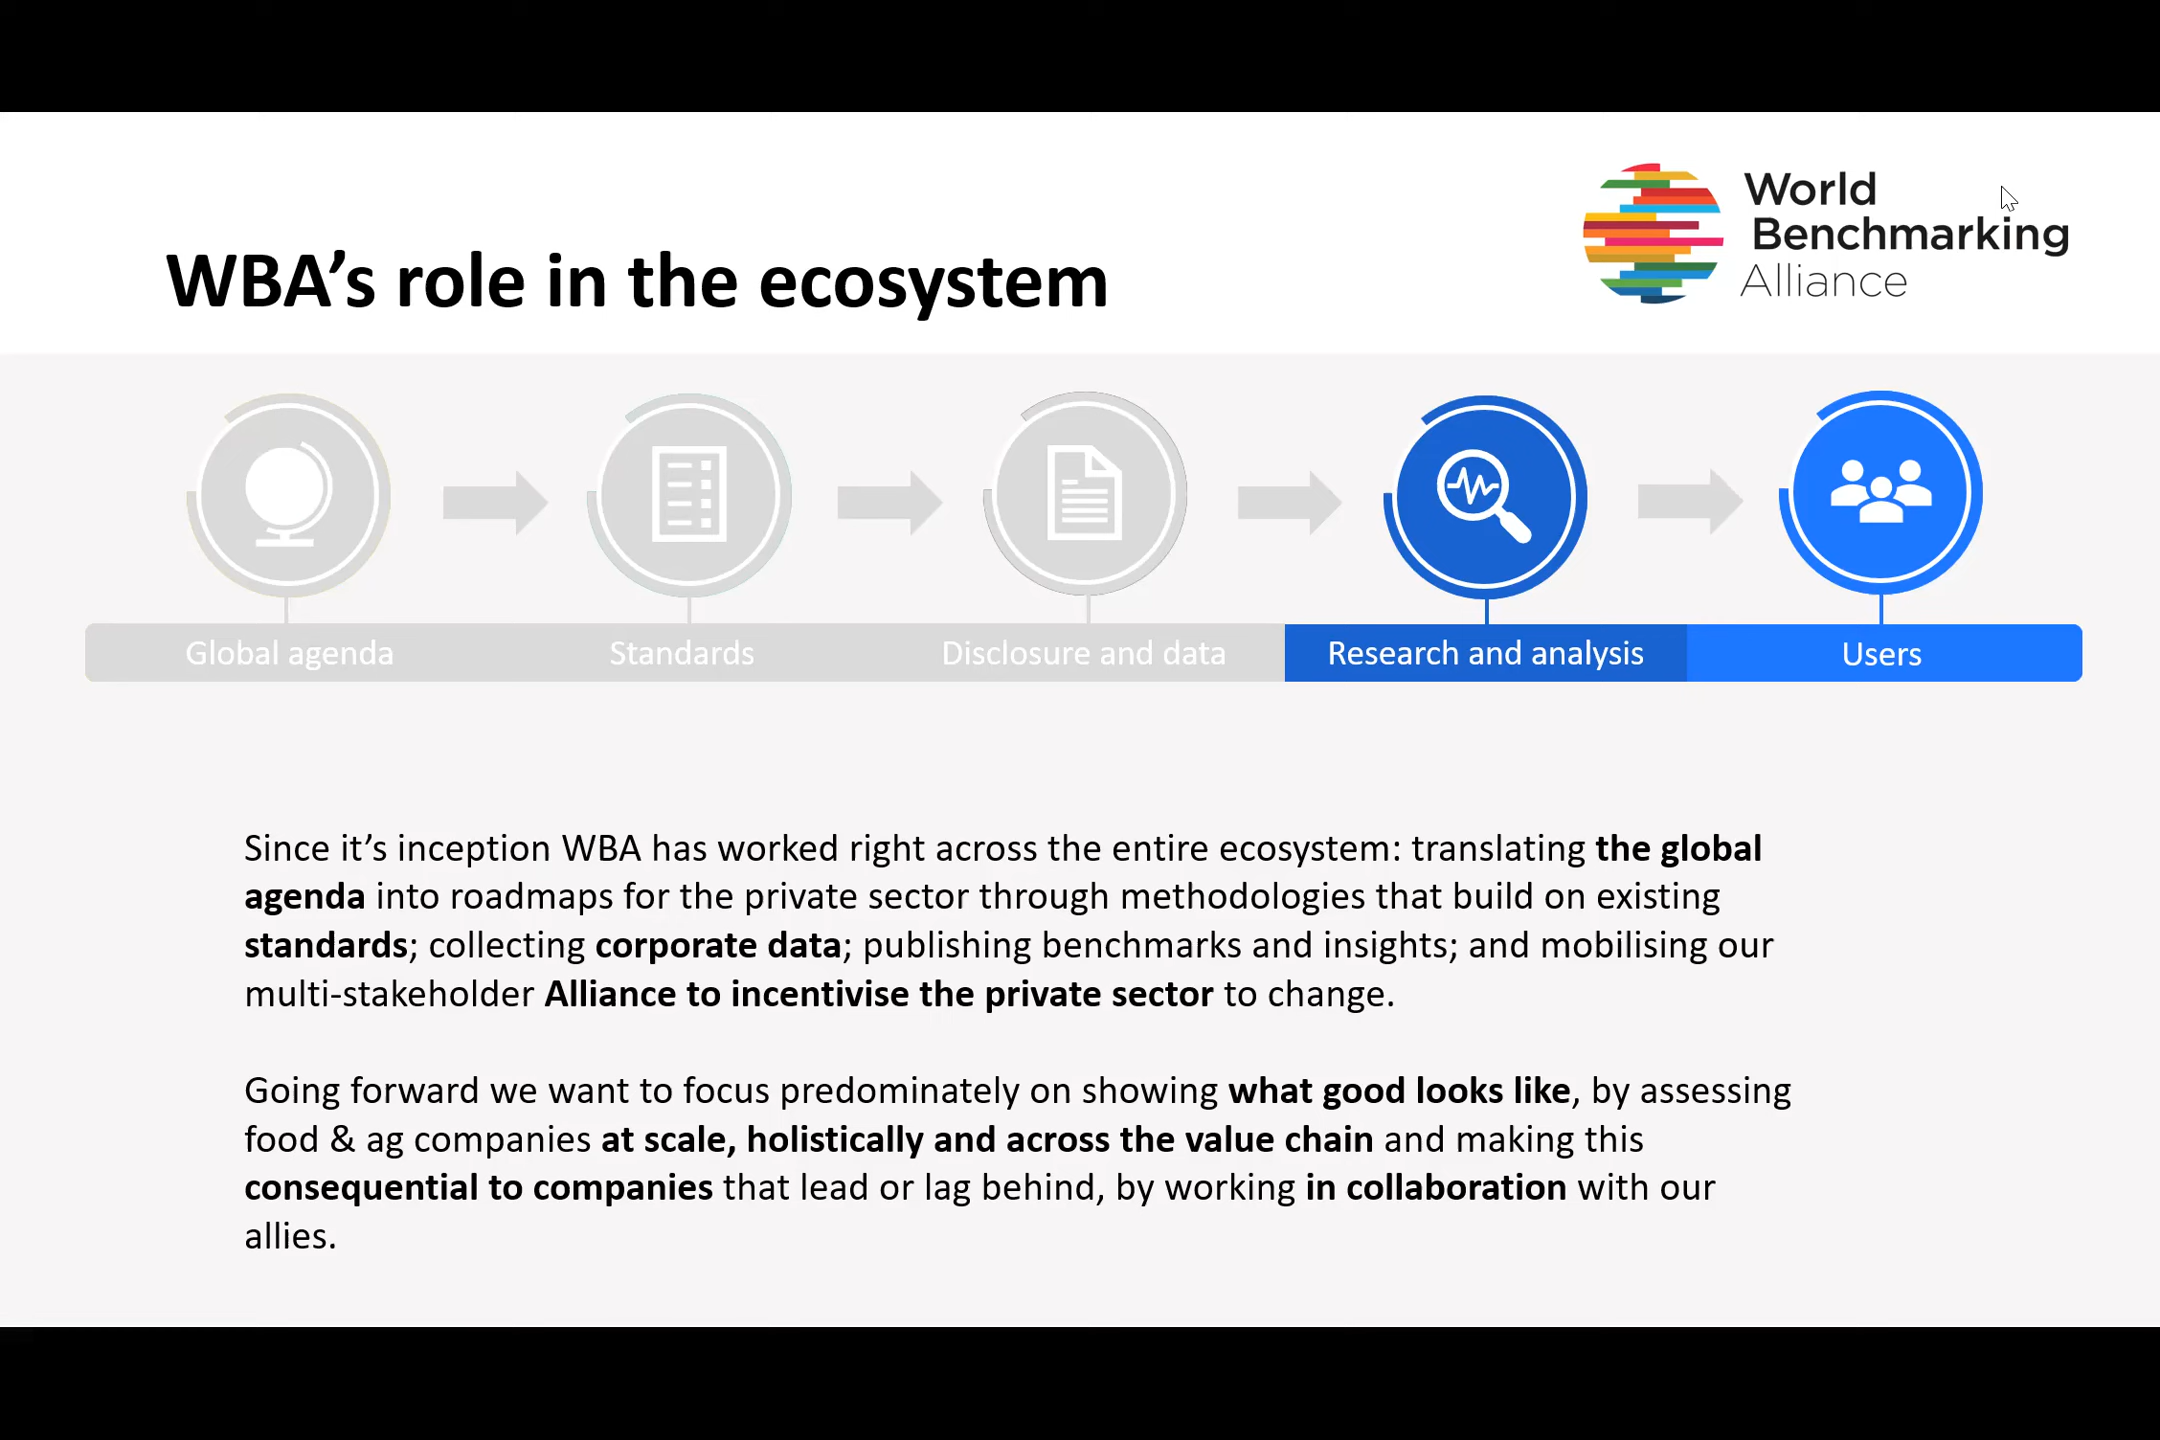 World
Benchmarking
Alliance
WBA’s role in the ecosystem
Global agenda
Standards
Disclosure and data
Research and analysis
Users
Since it’s inception WBA has worked right across the entire ecosystem: translating the global
agenda into roadmaps for the private sector through methodologies that build on existing
standards; collecting corporate data; publishing benchmarks and insights; and mobilising our
multi-stakeholder Alliance to incentivise the private sector to change.
Going forward we want to focus predominately on showing what good looks like, by assessing
food & ag companies at scale, holistically and across the value chain and making this
consequential to companies that lead or lag behind, by working in collaboration with our
allies.